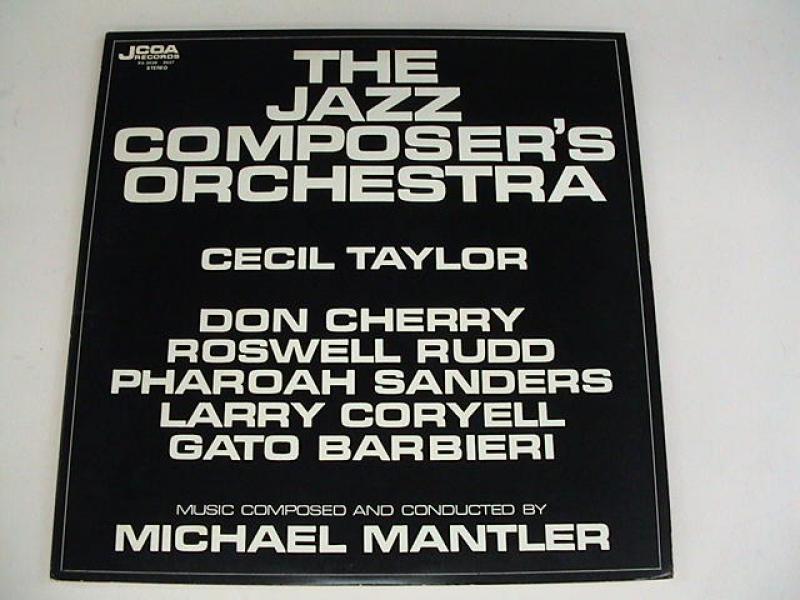 JCOA
RECORDS
STEREO
THE
JAZZ
COMPOSER'S
ORCHESTRA
CECIL TAYLOR
DON CHERRY
ROSWELL RUDD
PHAROAH SANDERS
LARRY CORYELL
GATO BARBIERI
MUSIC COMPOSED AND CONDUCTED BY
MICHAEL MANTLER